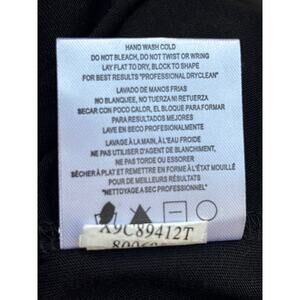 HAND WASH COLD
DO NOT BLEACH, DO NOT TWIST OR WRING
LAY FLAT TO DRY, BLOCK TO SHAPE
FOR BEST RESULTS "PROFESSIONAL DRYCLEAN"
LAVADO DE MANOS FRIAS
NO BLANQUEE, NO TUERZA NI RETUERZA
SECAR CON POCO CALOR, EL BLOQUE PARA FORMAR
PARA RESULTADOS MEJORES
LAVE EN SECO PROFESIONALMENTE
LAVAGE À LA MAIN, À L'EAU FROIDE
NE PAS UTILISER D'AGENT DE BLANCHIMENT,
NE PAS TORDRE OU ESSORER
SÉCHER À PLAT ET REMETTRE EN FORME À L'ÉTAT MOUILLÉ
POUR DE MEILLEURS RÉSULTATS
"NETTOYAGE A SEC PROFESSIONNEL"
X9C89412T